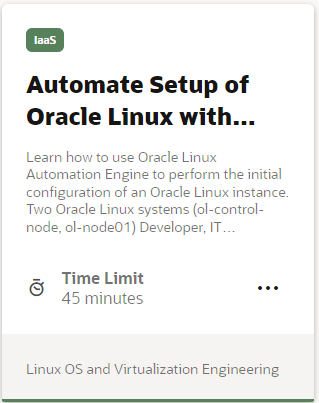 IaaS
Automate Setup of
Oracle Linux with...
Learn how to use Oracle Linux
Automation Engine to perform the initial
configuration of an Oracle Linux instance.
Two Oracle Linux systems (ol-control-
node, ol-node01) Developer, IT...
Time Limit
45 minutes
Linux OS and Virtualization Engineering